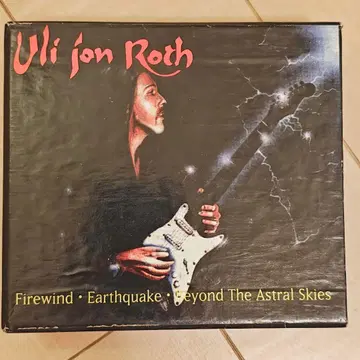 Uli jon Roth
Firewind • Earthquake • Beyond The Astral Skies